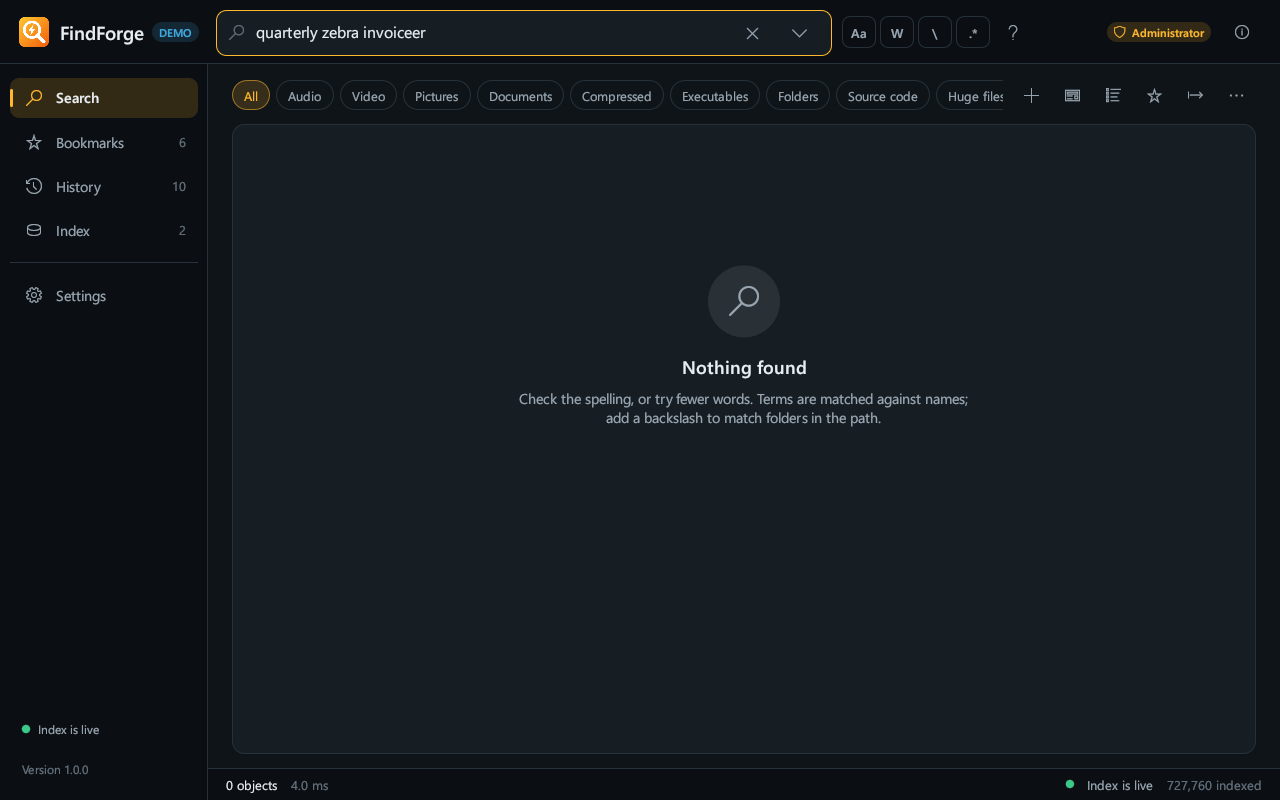 FindForge DEMO
quarterly zebra invoiceer
Aa W \ .* ?
Administrator
Search
Bookmarks 6
History 10
Index 2
Settings
All Audio Video Pictures Documents Compressed Executables Folders Source code Huge files
Nothing found
Check the spelling, or try fewer words. Terms are matched against names;
add a backslash to match folders in the path.
Index is live
Version 1.0.0
0 objects 4.0 ms
Index is live 727,760 indexed